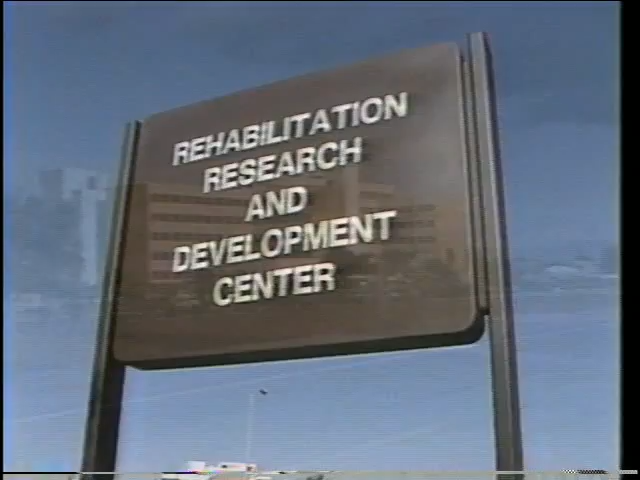 REHABILITATION
RESEARCH
AND
DEVELOPMENT
CENTER